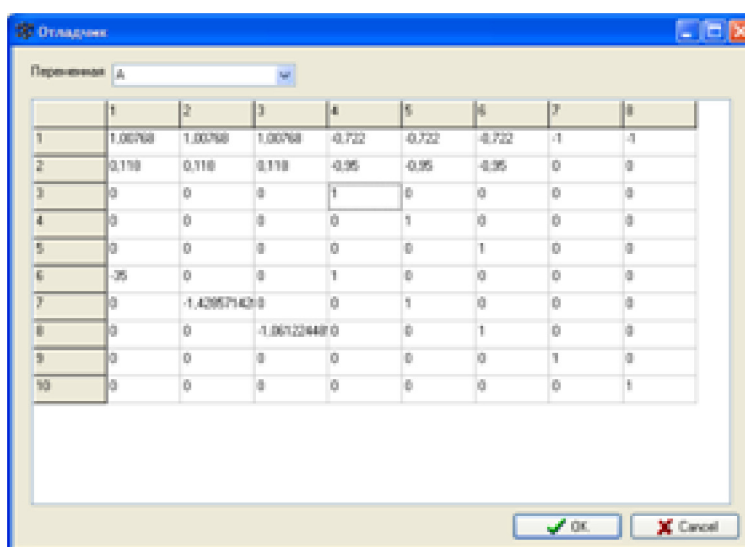 Отладчик
Переменная A
1 2 3 4 5 6 7 8
1 1,00768 1,00768 1,00768 -0,722 -0,722 -0,722 -1 -1
2 0,118 0,118 0,118 -0,95 -0,95 -0,95 0 0
3 0 0 0 1 0 0 0 0
4 0 0 0 0 1 0 0 0
5 0 0 0 0 0 1 0 0
6 -35 0 0 1 0 0 0 0
7 0 0 0 1 0 0 0
8 0 0 0 0 1 0 0
9 0 0 0 0 0 0 1 0
10 0 0 0 0 0 0 0 1
OK Cancel